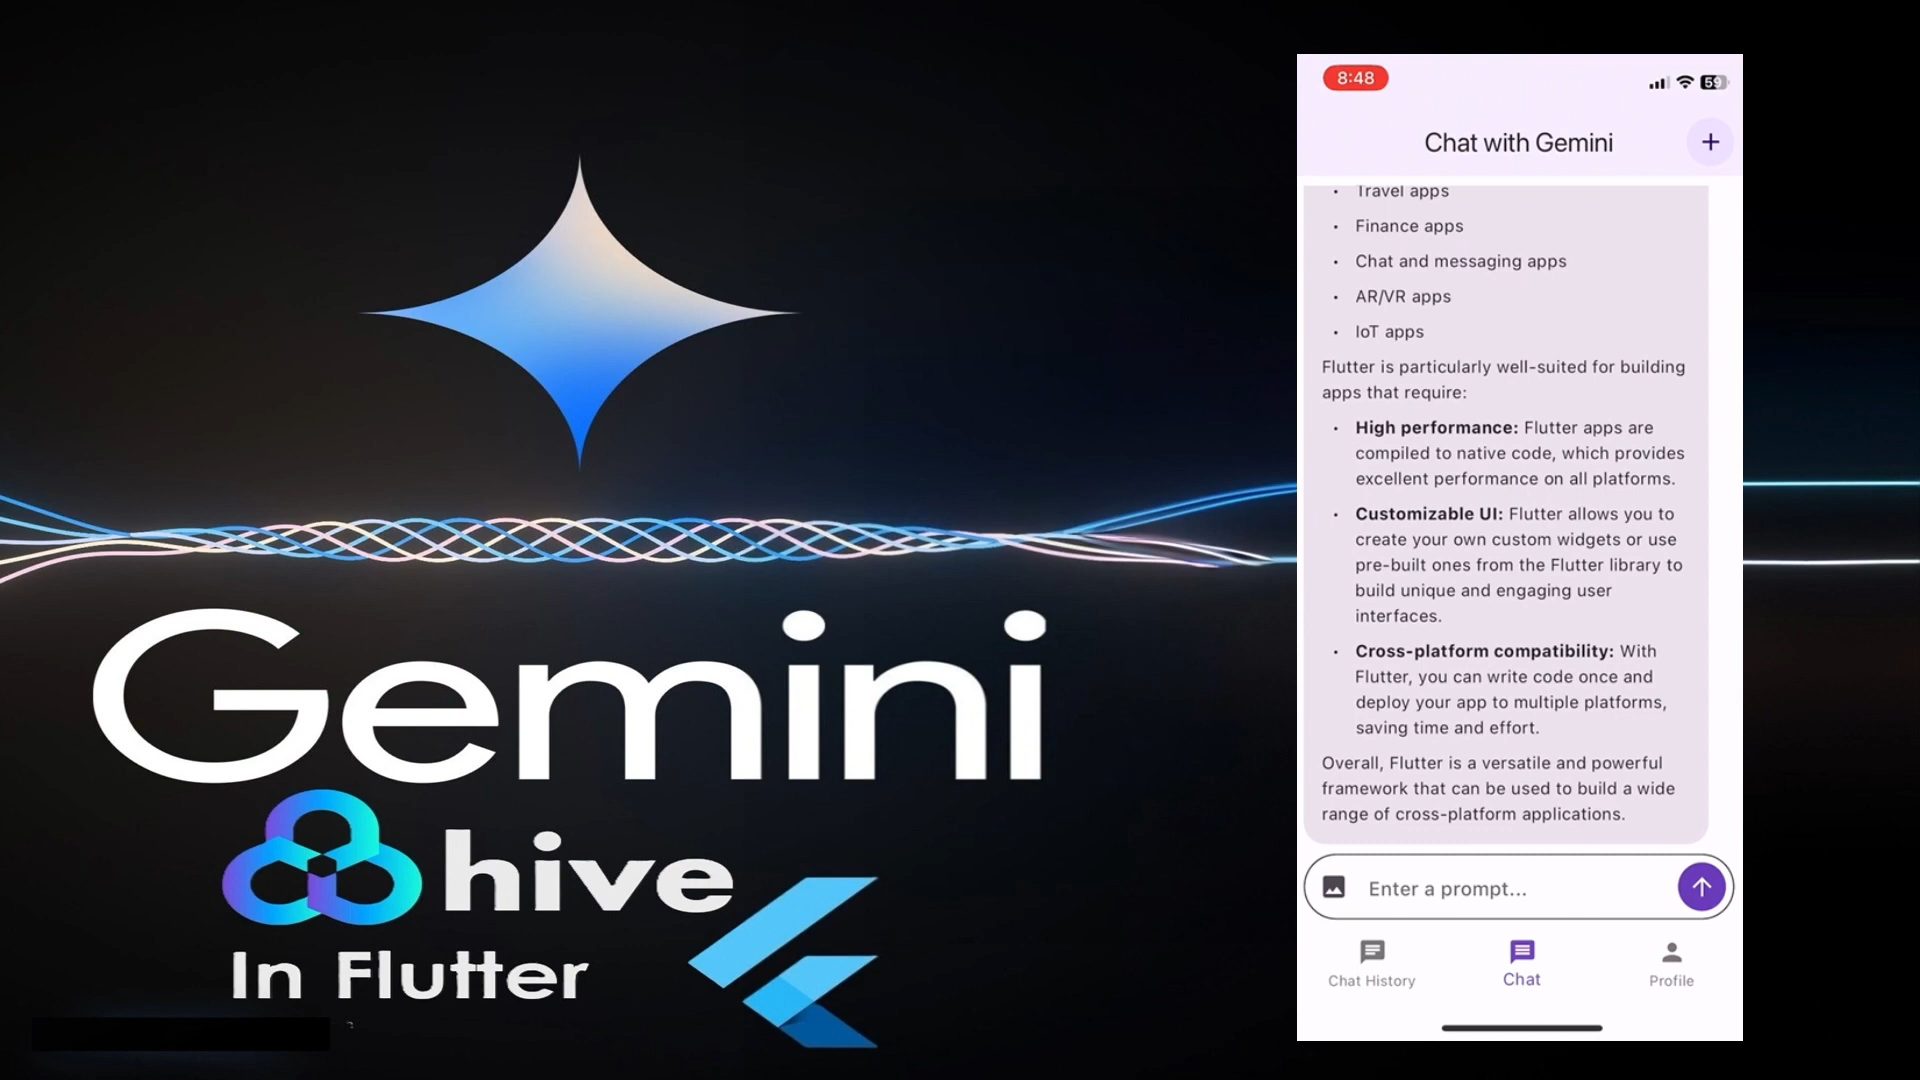 Gemini
hive
In Flutter
8:48
59
Chat with Gemini
+
• Travel apps
• Finance apps
• Chat and messaging apps
• AR/VR apps
• IoT apps
Flutter is particularly well-suited for building
apps that require:
• High performance: Flutter apps are
compiled to native code, which provides
excellent performance on all platforms.
• Customizable UI: Flutter allows you to
create your own custom widgets or use
pre-built ones from the Flutter library to
build unique and engaging user
interfaces.
• Cross-platform compatibility: With
Flutter, you can write code once and
deploy your app to multiple platforms,
saving time and effort.
Overall, Flutter is a versatile and powerful
framework that can be used to build a wide
range of cross-platform applications.
Enter a prompt...
Chat History
Chat
Profile